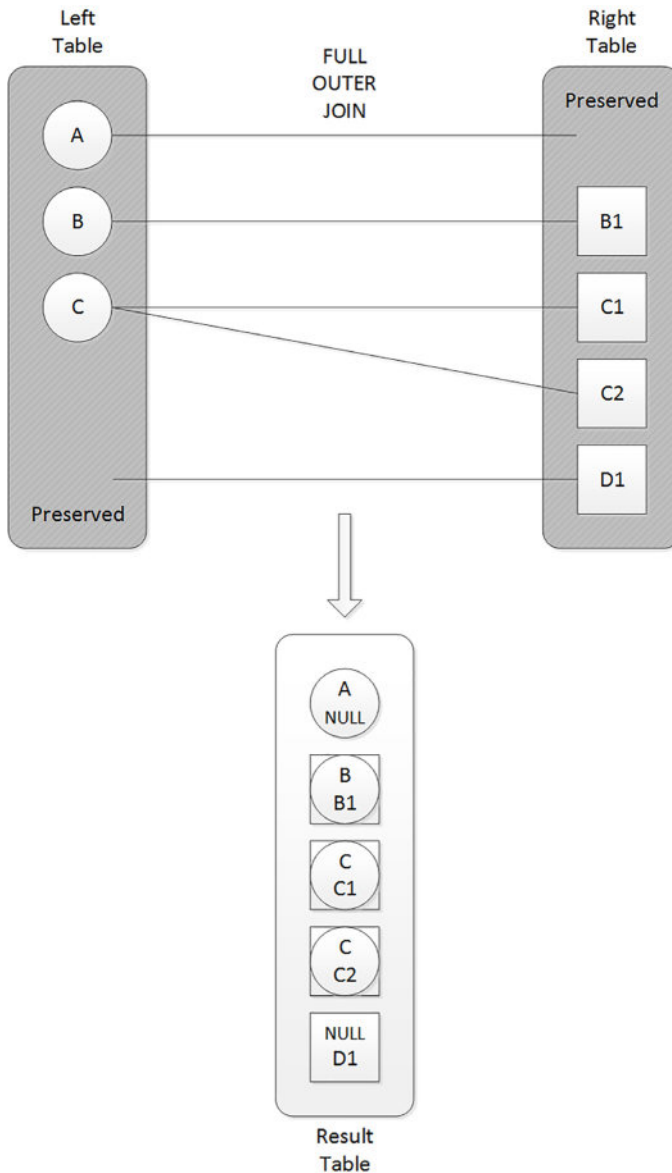 Left
Table
FULL
OUTER
JOIN
Right
Table
Preserved
A
B
B1
C
C1
C2
D1
Preserved
A
NULL
B
B1
C
C1
C
C2
NULL
D1
Result
Table